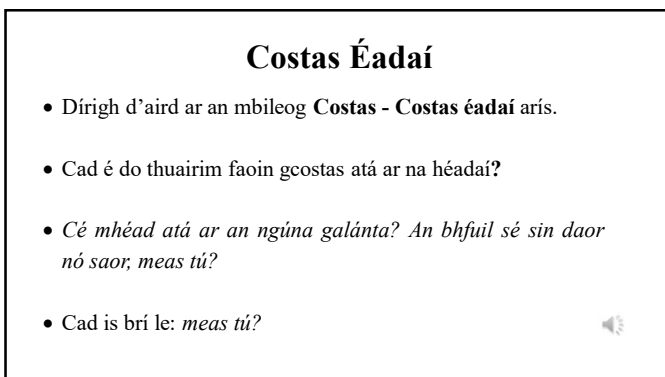 Costas Éadaí
• Dírigh d’aird ar an mbileog Costas - Costas éadaí arís.
• Cad é do thuairim faoin gcostas atá ar na héadaí?
• Cé mhéad atá ar an ngúna galánta? An bhfuil sé sin daor
nó saor, meas tú?
• Cad is brí le: meas tú?